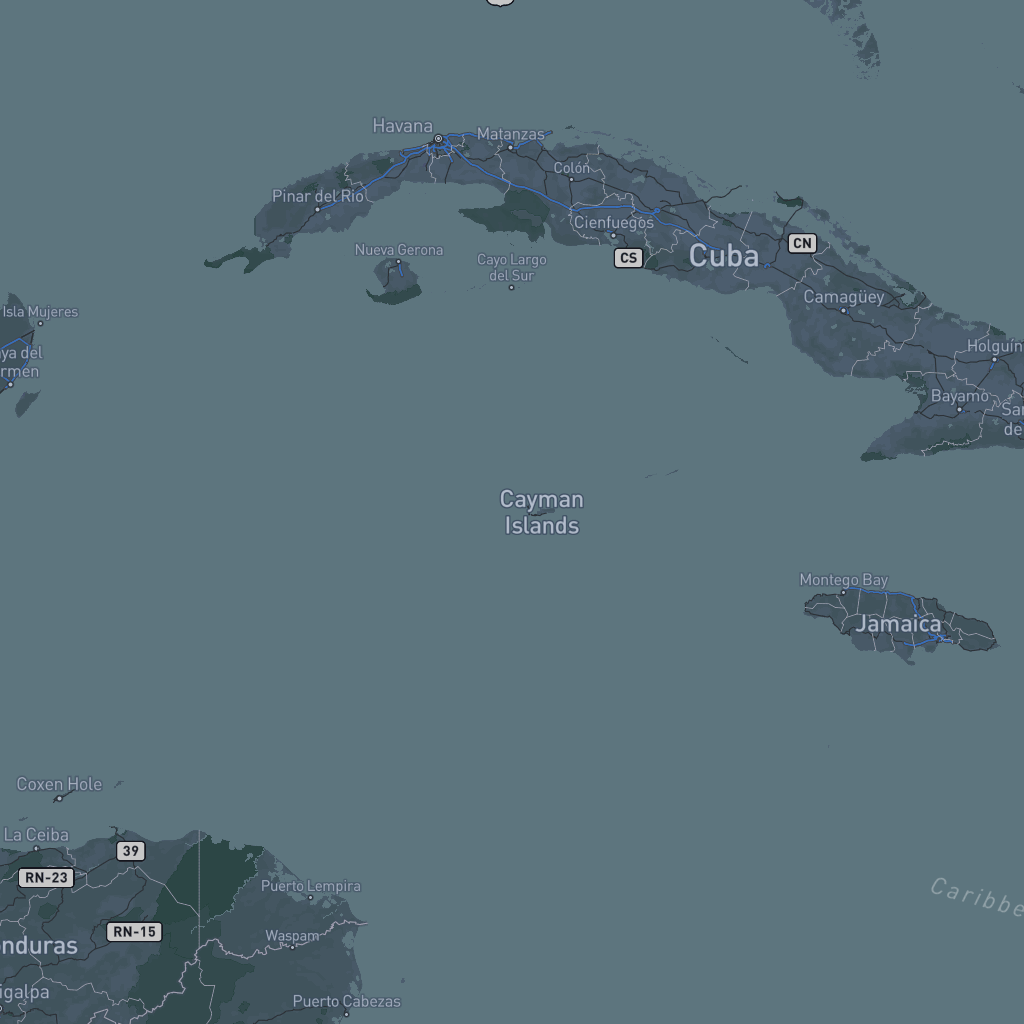 Havana
Matanzas
Colón
Pinar del Rio
Cienfuegos
CN
Nueva Gerona
Cayo Largo
del Sur
CS
Cuba
Camagüey
Isla Mujeres
Holguín
aya del
rmen
Bayamo
San
de
Cayman
Islands
Montego Bay
Jamaica
Coxen Hole
La Ceiba
39
RN-23
Puerto Lempira
Caribbe
RN-15
Waspam
nduras
igalpa
Puerto Cabezas